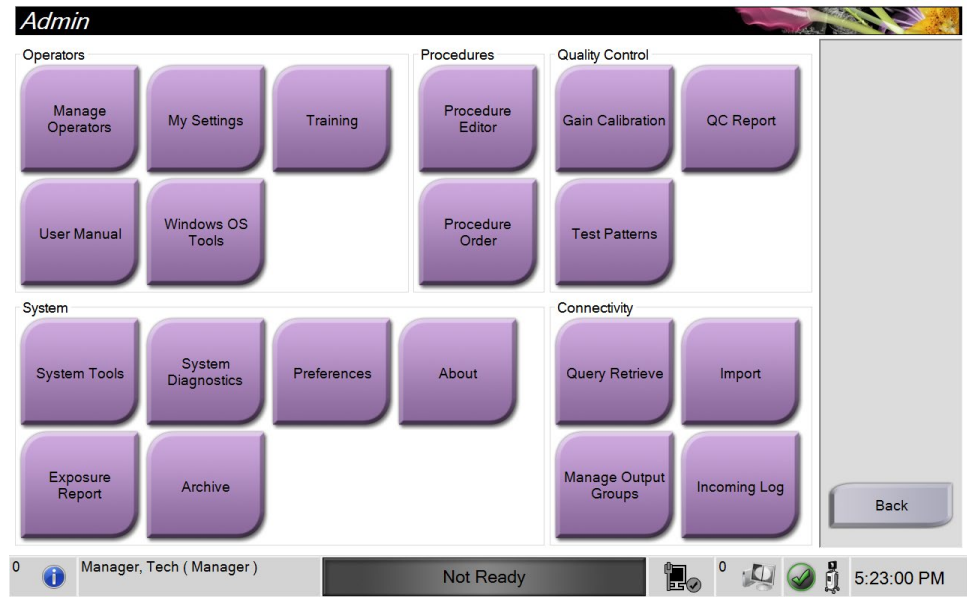 Admin
Operators
Manage
Operators
My Settings
Training
User Manual
Windows OS
Tools
Procedures
Procedure
Editor
Procedure
Order
Quality Control
Gain Calibration
QC Report
Test Patterns
System
System Tools
System
Diagnostics
Preferences
About
Exposure
Report
Archive
Connectivity
Query Retrieve
Import
Manage Output
Groups
Incoming Log
Back
0
Manager, Tech ( Manager )
Not Ready
0
5:23:00 PM